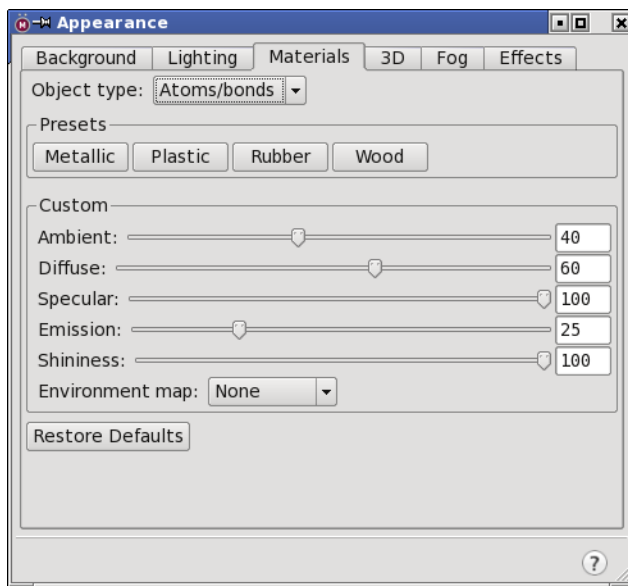 Appearance
Background Lighting Materials 3D Fog Effects
Object type: Atoms/bonds
Presets
Metallic Plastic Rubber Wood
Custom
Ambient: 40
Diffuse: 60
Specular: 100
Emission: 25
Shininess: 100
Environment map: None
Restore Defaults
?